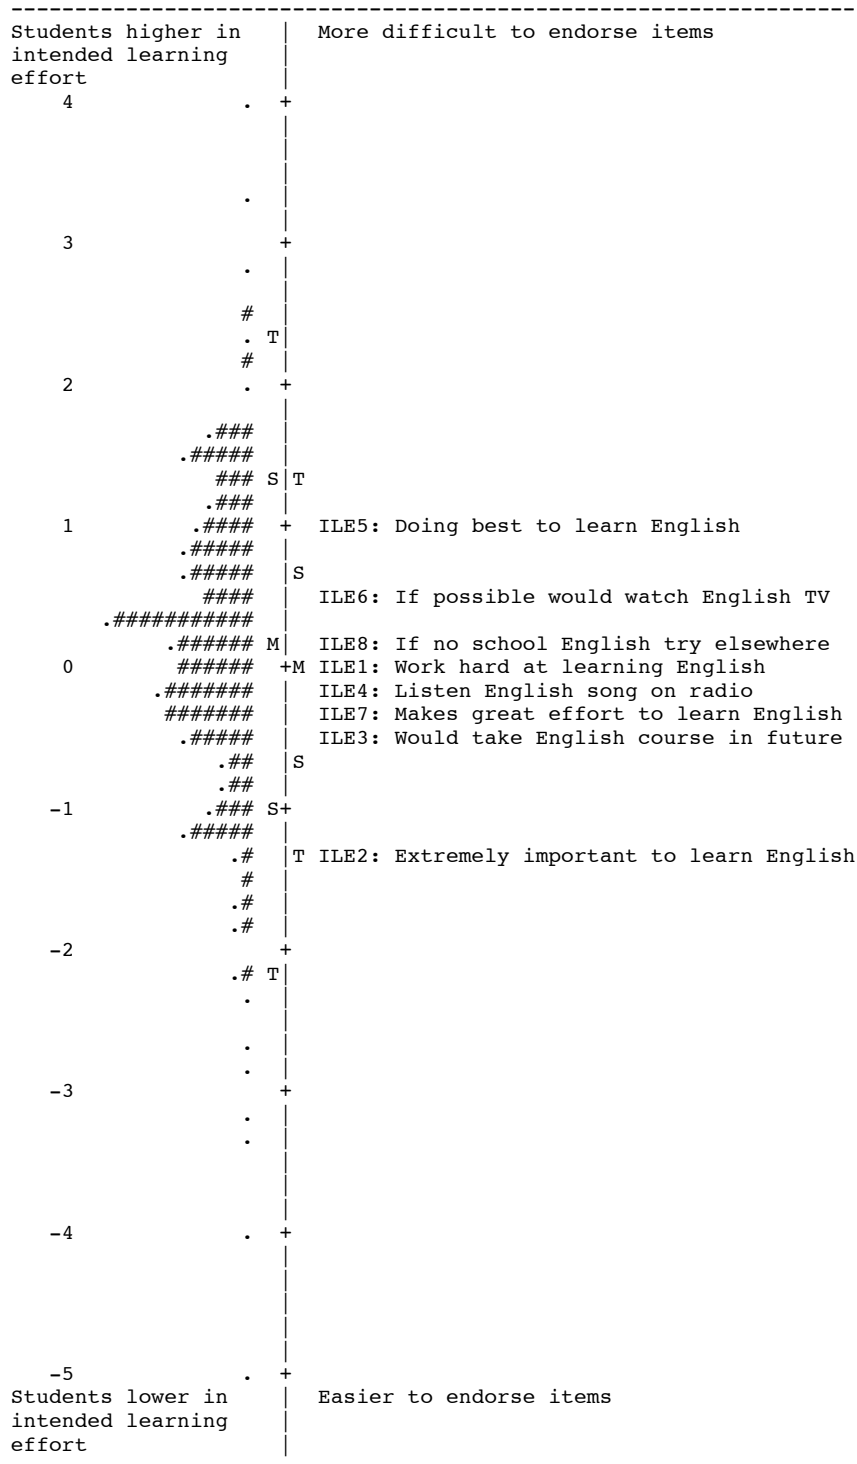 -------------------------------------------------------------------
Students higher in   |  More difficult to endorse items
intended learning    |
effort               |
    4              .  +
                      |
                      |
                      |
                   .  |
                      |
    3                 +
                   .  |
                      |
                   #  |
                   . T|
                   #  |
    2              .  +
                      |
                .###  |
              .#####  |
                 ### S|T
                .###  |
    1          .####  +  ILE5: Doing best to learn English
              .#####  |
              .#####  |S
                ####  |  ILE6: If possible would watch English TV
        .###########  |
             .###### M|  ILE8: If no school English try elsewhere
    0         ######  +M ILE1: Work hard at learning English
            .#######  |  ILE4: Listen English song on radio
             #######  |  ILE7: Makes great effort to learn English
              .#####  |  ILE3: Would take English course in future
                 .##  |S
                 .##  |
   -1           .### S+
              .#####  |
                  .#  |T ILE2: Extremely important to learn English
                   #  |
                  .#  |
                  .#  |
   -2                 +
                  .# T|
                   .  |
                      |
                   .  |
                   .  |
   -3                 +
                   .  |
                   .  |
                      |
                      |
                      |
   -4              .  +
                      |
                      |
                      |
                      |
                      |
   -5              .  +
Students lower in    |  Easier to endorse items
intended learning    |
effort               |